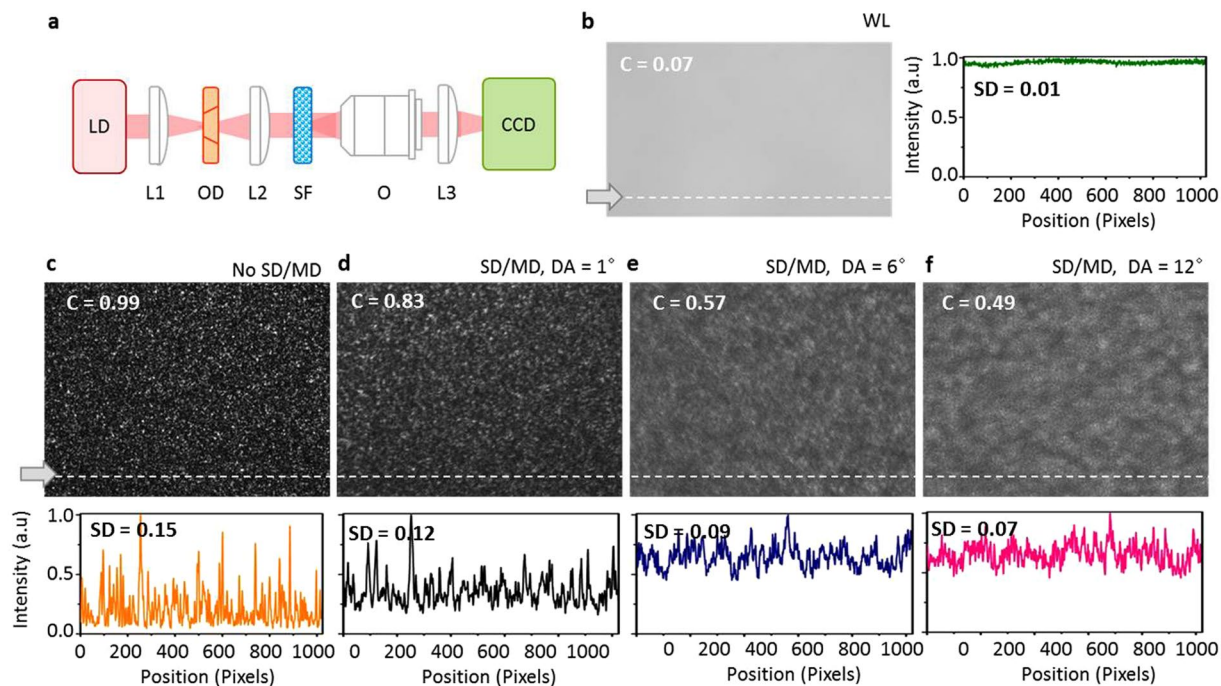 a
LD
CCD
L1 OD L2 SF O L3
b
WL
C = 0.07
1.0
0.5
0.0
SD = 0.01
Intensity (a.u)
0 200 400 600 800 1000
Position (Pixels)
c
No SD/MD
C = 0.99
d
SD/MD, DA = 1°
C = 0.83
e
SD/MD, DA = 6°
C = 0.57
f
SD/MD, DA = 12°
C = 0.49
Intensity (a.u)
1.0
0.5
0.0
SD = 0.15
0 200 400 600 800 1000
Position (Pixels)
SD = 0.12
0 200 400 600 800 1000
Position (Pixels)
SD = 0.09
0 200 400 600 800 1000
Position (Pixels)
SD = 0.07
0 200 400 600 800 1000
Position (Pixels)